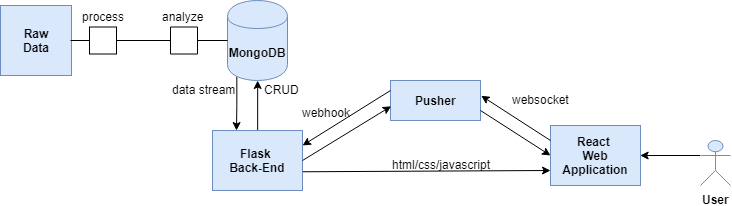 process
analyze
Raw
Data
MongoDB
data stream
CRUD
Pusher
websocket
webhook
Flask
Back-End
React
Web
Application
html/css/javascript
User